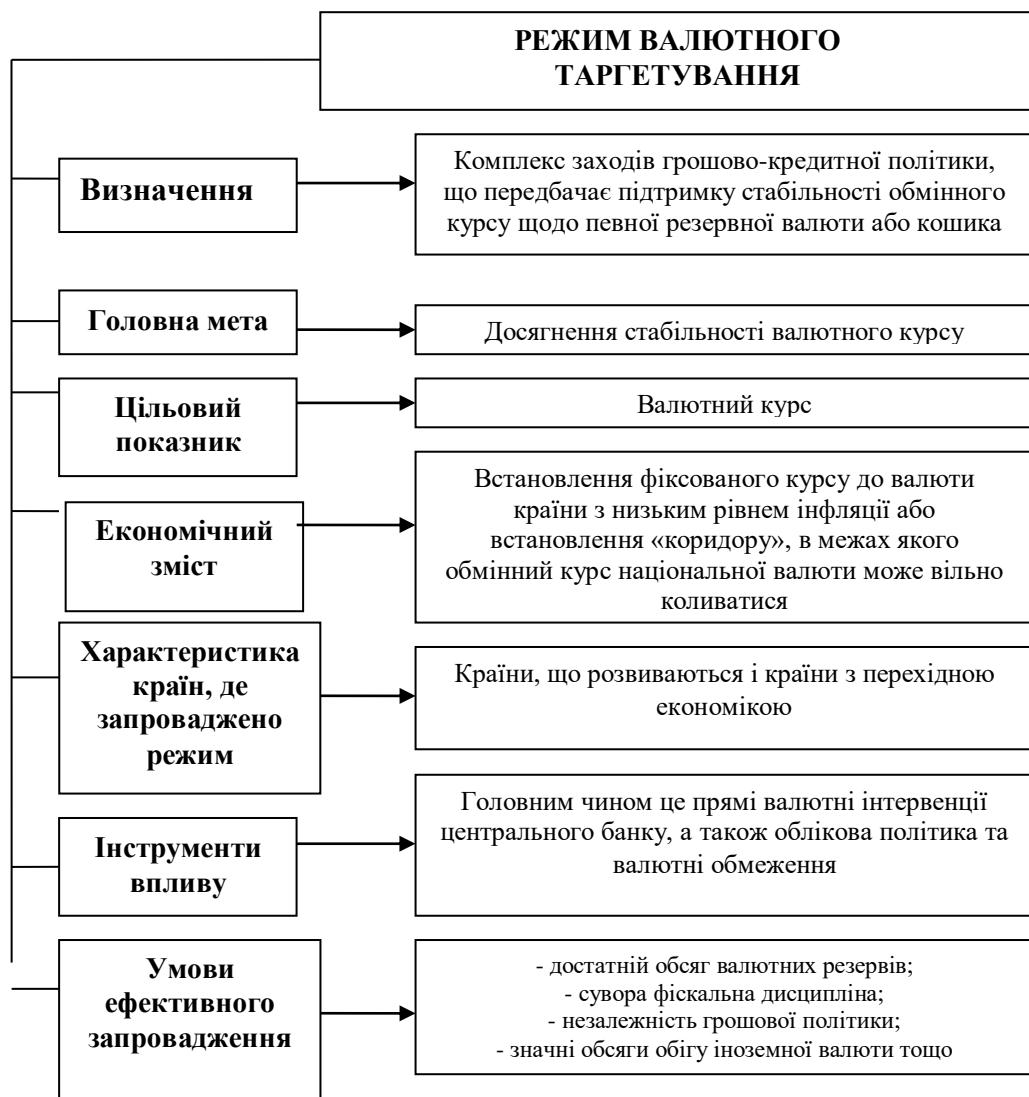 РЕЖИМ ВАЛЮТНОГО
ТАРГЕТУВАННЯ
Визначення
Комплекс заходів грошово-кредитної політики,
що передбачає підтримку стабільності обмінного
курсу щодо певної резервної валюти або кошика
Головна мета
Досягнення стабільності валютного курсу
Цільовий
показник
Валютний курс
Економічний
зміст
Встановлення фіксованого курсу до валюти
країни з низьким рівнем інфляції або
встановлення «коридору», в межах якого
обмінний курс національної валюти може вільно
коливатися
Характеристика
країн, де
запроваджено
режим
Країни, що розвиваються і країни з перехідною
економікою
Інструменти
впливу
Головним чином це прямі валютні інтервенції
центрального банку, а також облікова політика та
валютні обмеження
Умови
ефективного
запровадження
- достатній обсяг валютних резервів;
- сувора фіскальна дисципліна;
- незалежність грошової політики;
- значні обсяги обігу іноземної валюти тощо